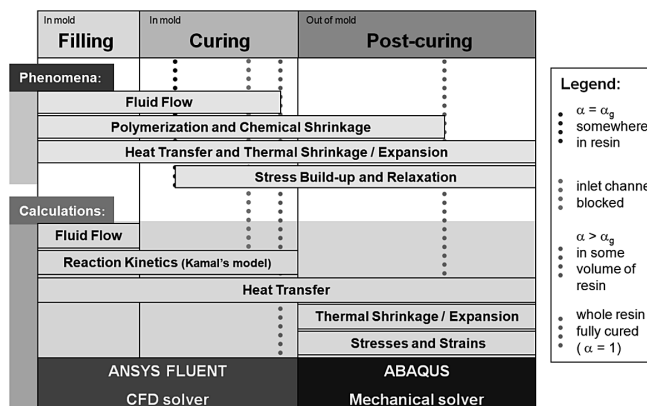 In mold
In mold
Out of mold
Filling
Curing
Post-curing
Phenomena:
Fluid Flow
Polymerization and Chemical Shrinkage
Heat Transfer and Thermal Shrinkage / Expansion
Stress Build-up and Relaxation
Calculations:
Fluid Flow
Reaction Kinetics (Kamal's model)
Heat Transfer
Thermal Shrinkage / Expansion
Stresses and Strains
ANSYS FLUENT
ABAQUS
CFD solver
Mechanical solver
Legend:
α = αg
somewhere
in resin
inlet channel
blocked
α > αg
in some
volume of
resin
whole resin
fully cured
( α = 1)